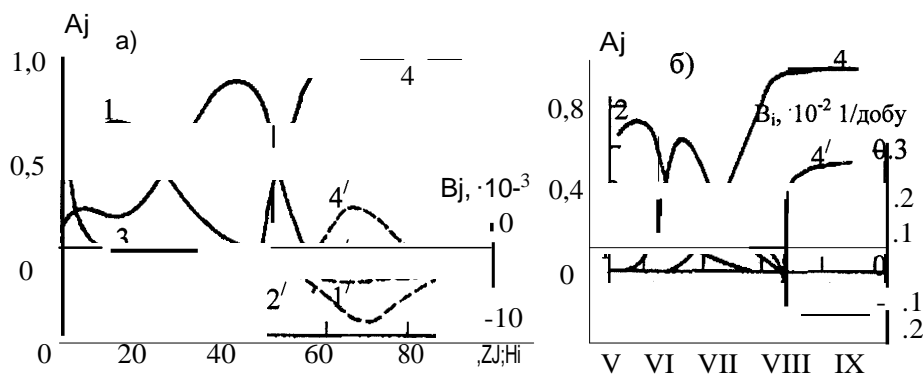 Aj
а)
1,0
1
4
0,5
4/
Bj, ·10-3
0
3
0
2/
1/
-10
0
20
40
60
80
,ZJ;Hi
Aj
б)
4
0,8
2
Bi, ·10-2 1/добу
4/
0.3
0,4
.2
.1
0
0
- .1
.2
V
VI
VII
VIII
IX